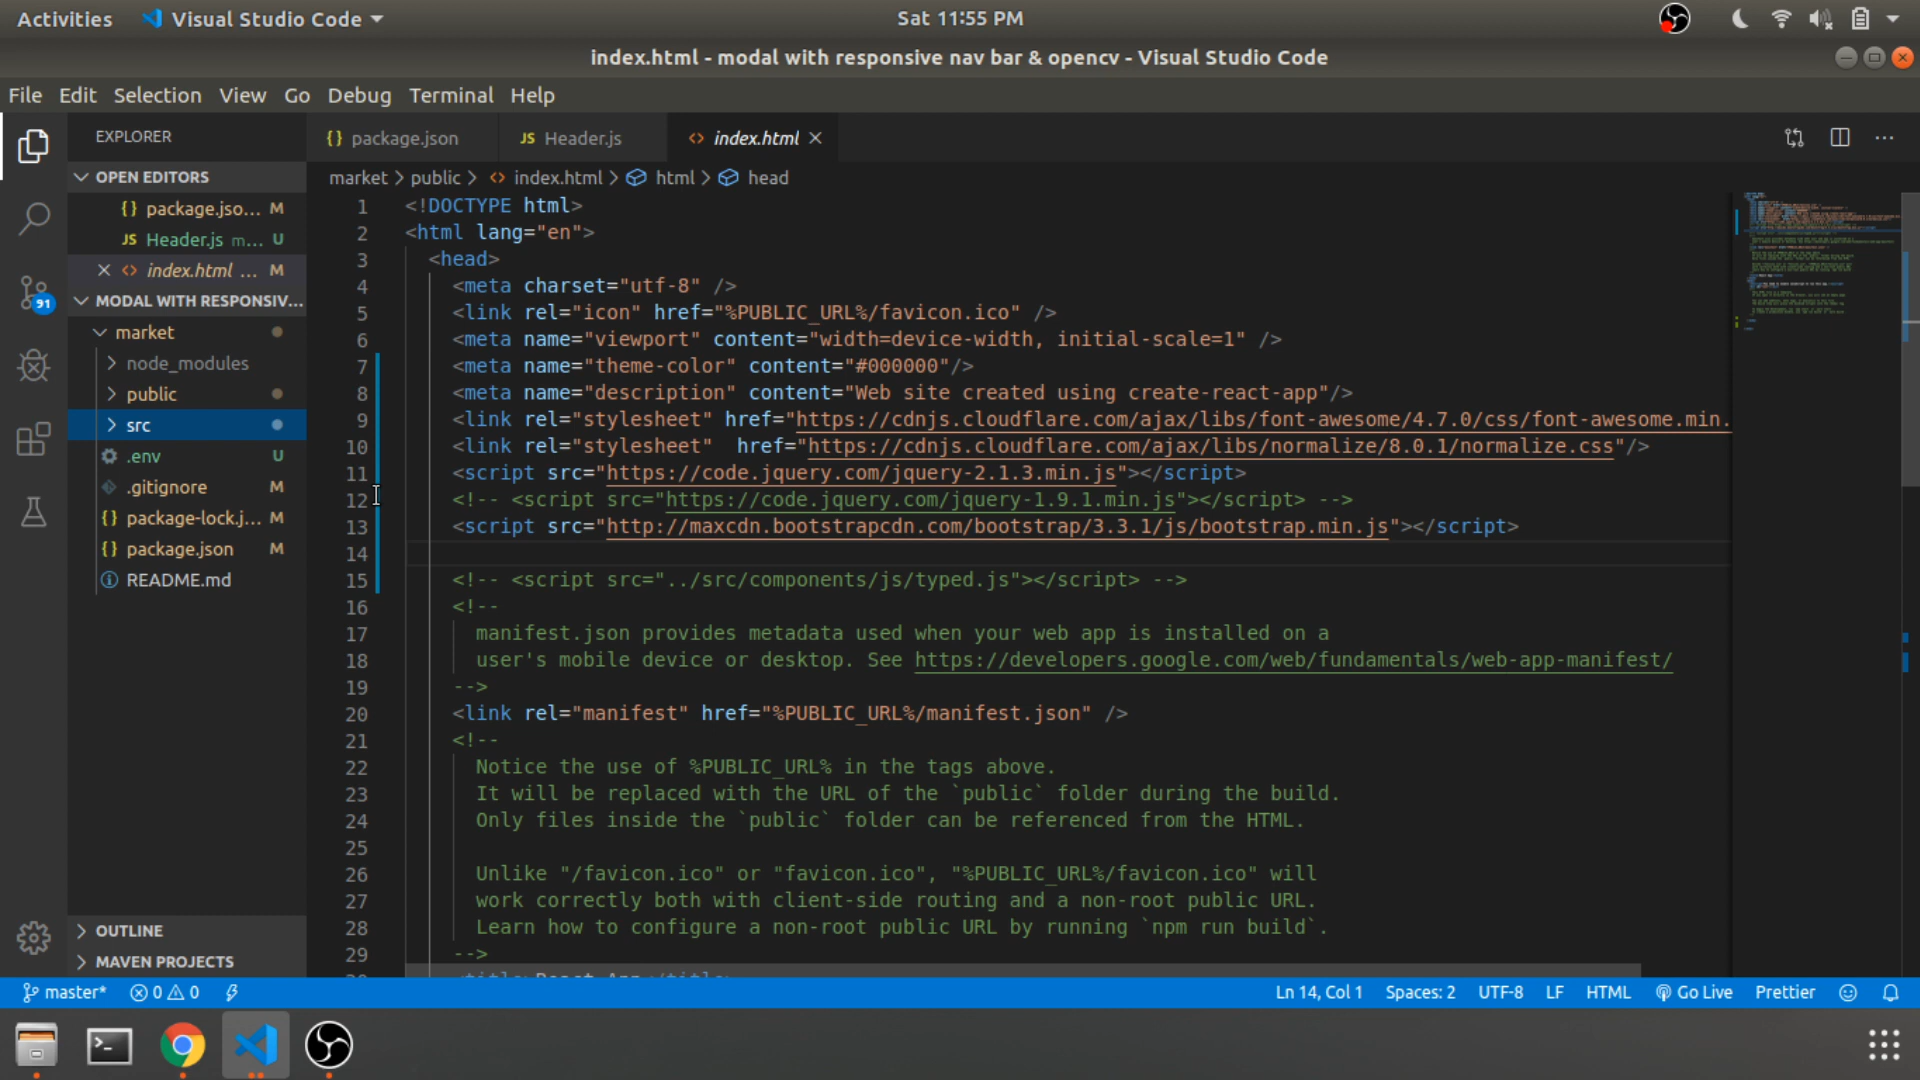 Activities
Visual Studio Code
Sat 11:55 PM
index.html - modal with responsive nav bar & opencv - Visual Studio Code
File Edit Selection View Go Debug Terminal Help
EXPLORER
{} package.json
JS Header.js
<> index.html
OPEN EDITORS
{} package.jso... M
JS Header.js m... U
<> index.html ... M
MODAL WITH RESPONSIV...
market
node_modules
public
src
.env U
.gitignore M
{} package-lock.j... M
{} package.json M
README.md
OUTLINE
MAVEN PROJECTS
91
market > public > <> index.html > html > head
1 <!DOCTYPE html>
2 <html lang="en">
3 <head>
4 <meta charset="utf-8" />
5 <link rel="icon" href="%PUBLIC_URL%/favicon.ico" />
6 <meta name="viewport" content="width=device-width, initial-scale=1" />
7 <meta name="theme-color" content="#000000"/>
8 <meta name="description" content="Web site created using create-react-app"/>
9 <link rel="stylesheet" href="https://cdnjs.cloudflare.com/ajax/libs/font-awesome/4.7.0/css/font-awesome.min.
10 <link rel="stylesheet"  href="https://cdnjs.cloudflare.com/ajax/libs/normalize/8.0.1/normalize.css"/>
11 <script src="https://code.jquery.com/jquery-2.1.3.min.js"></script>
12 <!-- <script src="https://code.jquery.com/jquery-1.9.1.min.js"></script> -->
13 <script src="http://maxcdn.bootstrapcdn.com/bootstrap/3.3.1/js/bootstrap.min.js"></script>
14
15 <!-- <script src="../src/components/js/typed.js"></script> -->
16 <!--
17 manifest.json provides metadata used when your web app is installed on a
18 user's mobile device or desktop. See https://developers.google.com/web/fundamentals/web-app-manifest/
19 -->
20 <link rel="manifest" href="%PUBLIC_URL%/manifest.json" />
21 <!--
22 Notice the use of %PUBLIC_URL% in the tags above.
23 It will be replaced with the URL of the `public` folder during the build.
24 Only files inside the `public` folder can be referenced from the HTML.
25
26 Unlike "/favicon.ico" or "favicon.ico", "%PUBLIC_URL%/favicon.ico" will
27 work correctly both with client-side routing and a non-root public URL.
28 Learn how to configure a non-root public URL by running `npm run build`.
29 -->
master* 0 0 Ln 14, Col 1 Spaces: 2 UTF-8 LF HTML Go Live Prettier